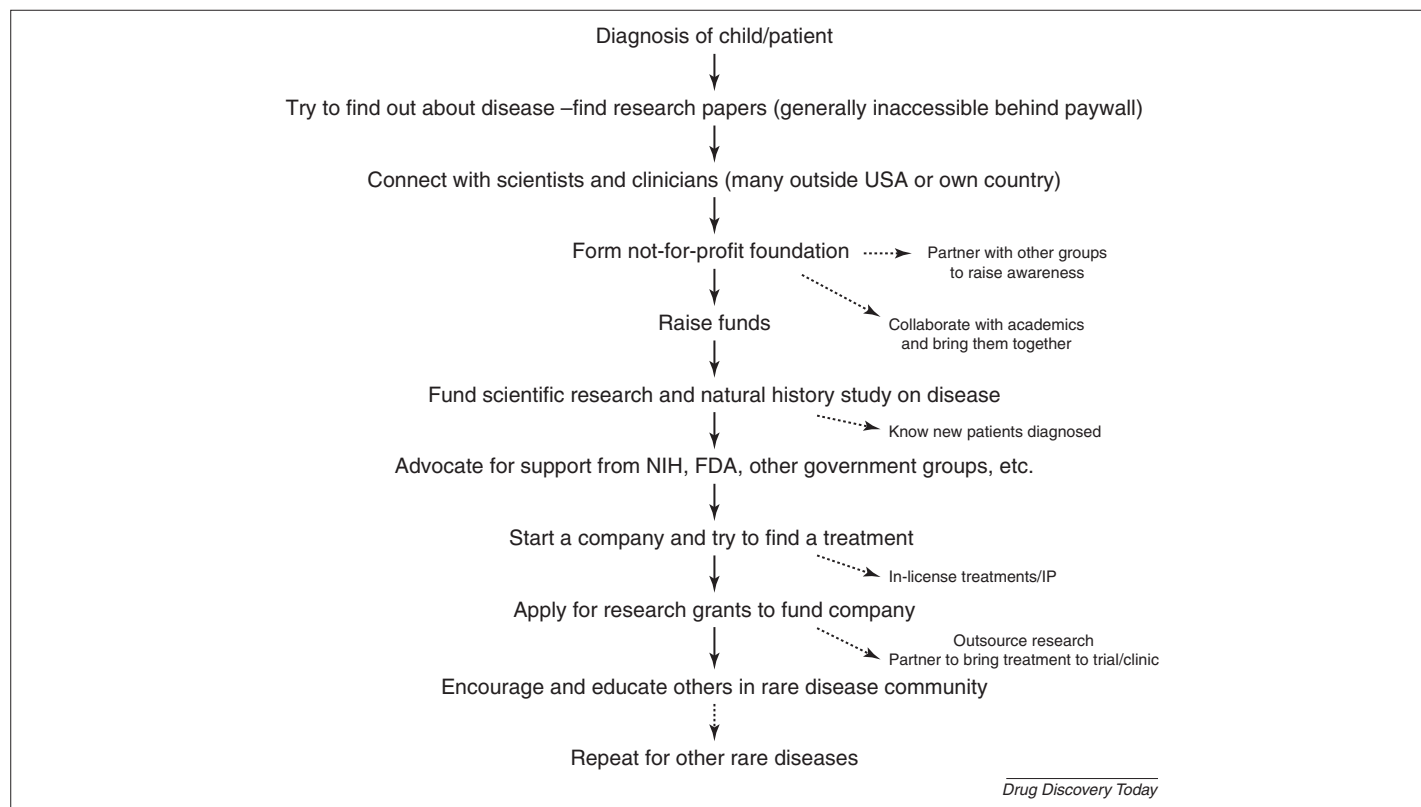 Diagnosis of child/patient
Try to find out about disease –find research papers (generally inaccessible behind paywall)
Connect with scientists and clinicians (many outside USA or own country)
Form not-for-profit foundation
Partner with other groups
to raise awareness
Raise funds
Collaborate with academics
and bring them together
Fund scientific research and natural history study on disease
Know new patients diagnosed
Advocate for support from NIH, FDA, other government groups, etc.
Start a company and try to find a treatment
In-license treatments/IP
Apply for research grants to fund company
Outsource research
Partner to bring treatment to trial/clinic
Encourage and educate others in rare disease community
Repeat for other rare diseases
Drug Discovery Today